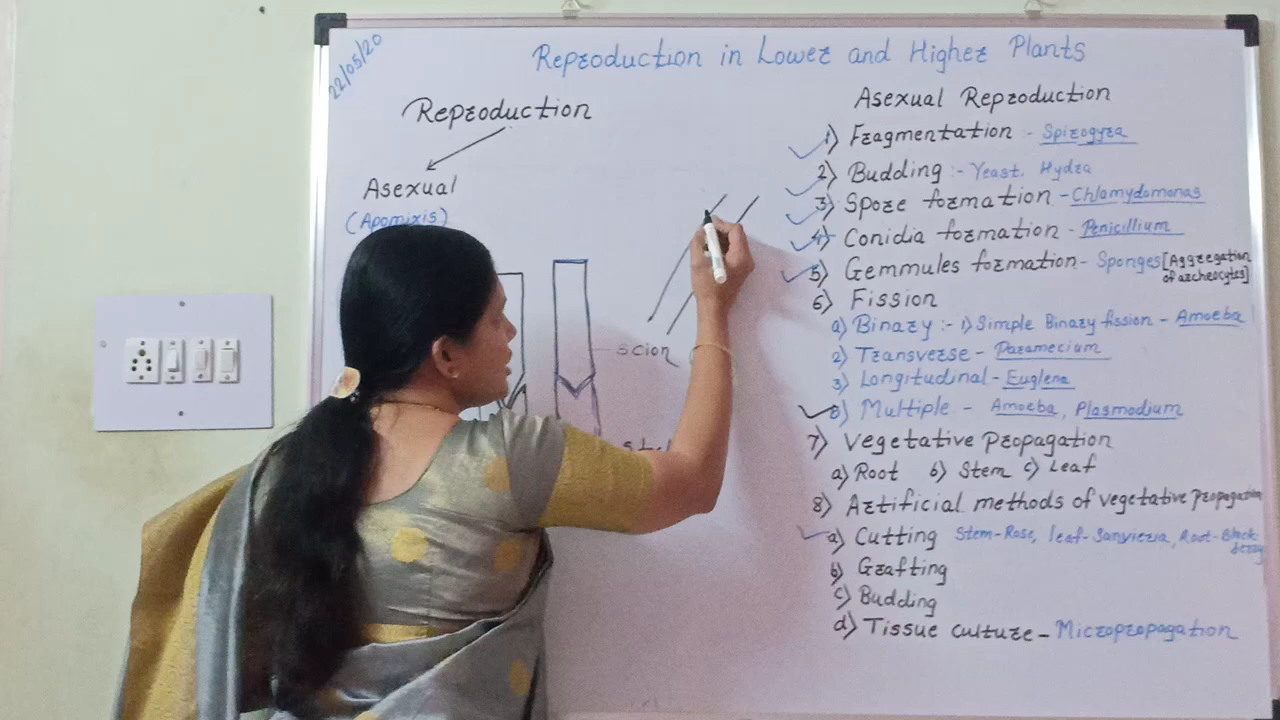 22/05/20
Reproduction in Lower and Higher Plants
Reproduction
Asexual
(Apomixis)
scion
Asexual Reproduction
1) Fragmentation :- Spirogyra
2) Budding :- Yeast, Hydra
3) Spore formation - Chlamydomonas
4) Conidia formation - Penicillium
5) Gemmules formation - Sponges [Aggregation of archeocytes]
6) Fission
a) Binary :- 1) Simple Binary fission - Amoeba
2) Transverse - Paramecium
3) Longitudinal - Euglena
b) Multiple - Amoeba, Plasmodium
7) Vegetative propagation
a) Root b) Stem c) Leaf
8) Artificial methods of vegetative propagation
a) Cutting Stem-Rose, leaf-Sanvieria, Root-Blackberry
b) Grafting
c) Budding
d) Tissue culture - Micropropagation